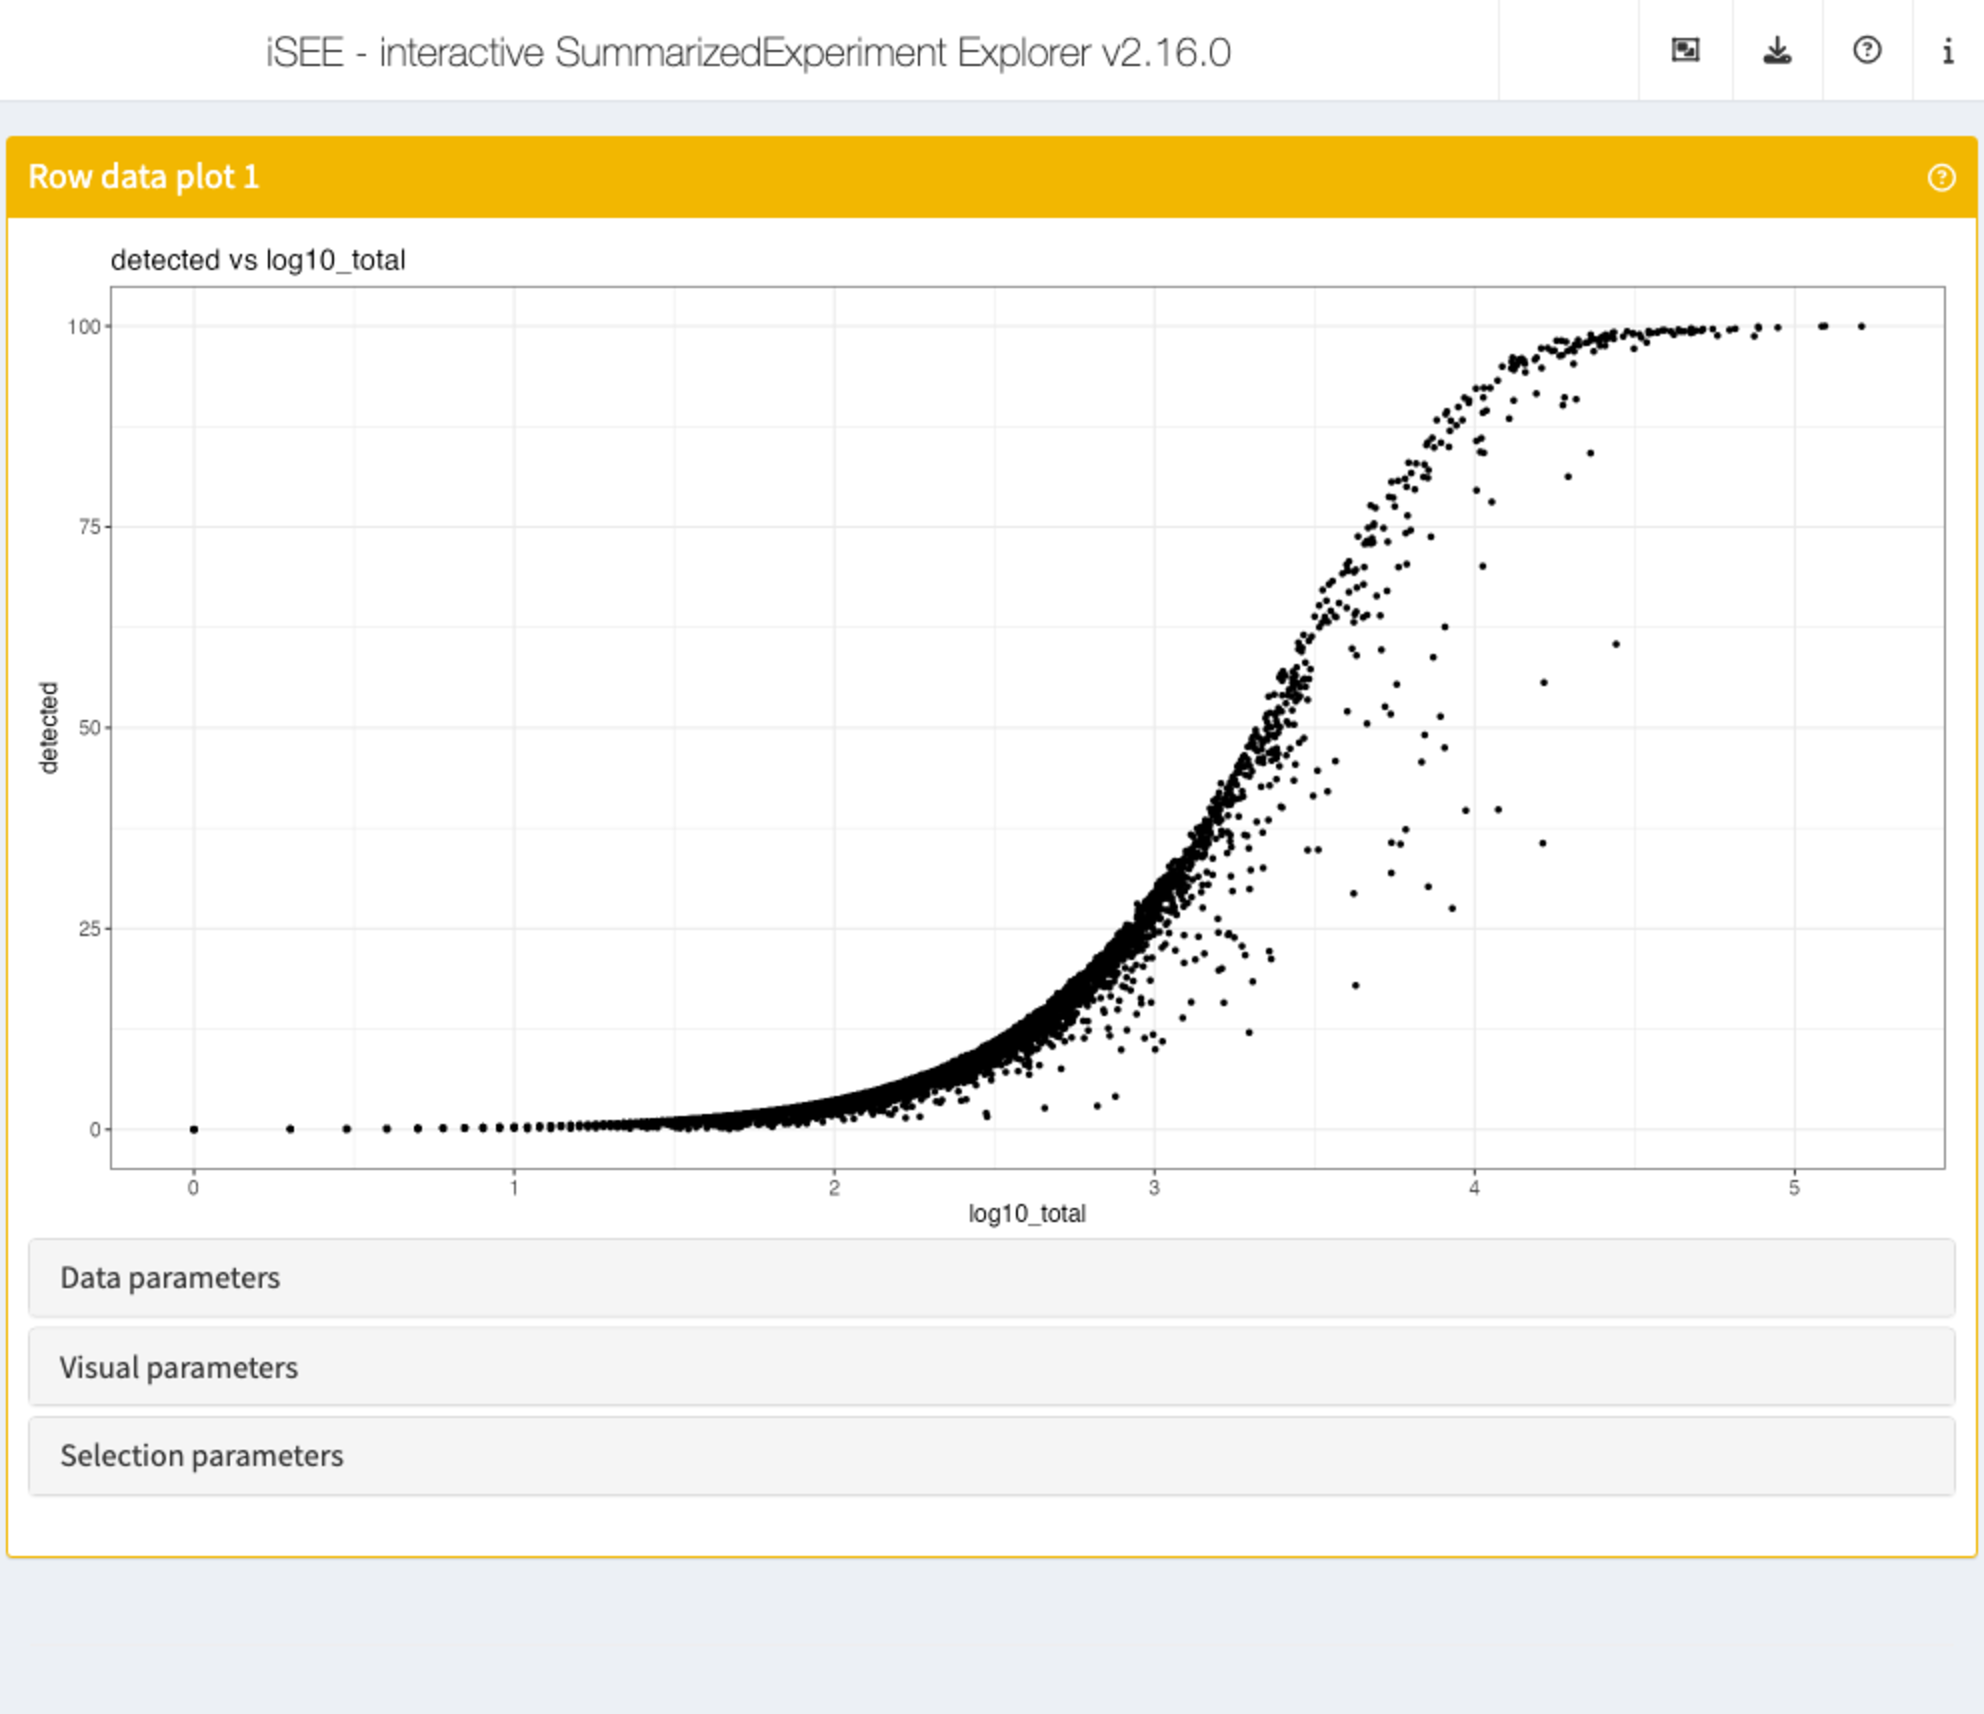 iSEE - interactive SummarizedExperiment Explorer v2.16.0
Row data plot 1
detected vs log10_total
100
75
50
25
0
detected
0 1 2 3 4 5
log10_total
Data parameters
Visual parameters
Selection parameters